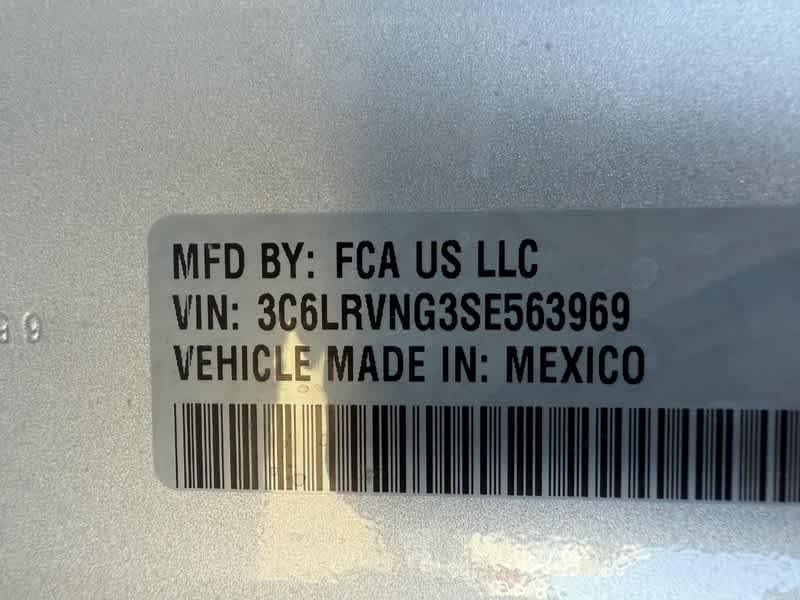 MFD BY: FCA US LLC
VIN: 3C6LRVNG3SE563969
VEHICLE MADE IN: MEXICO